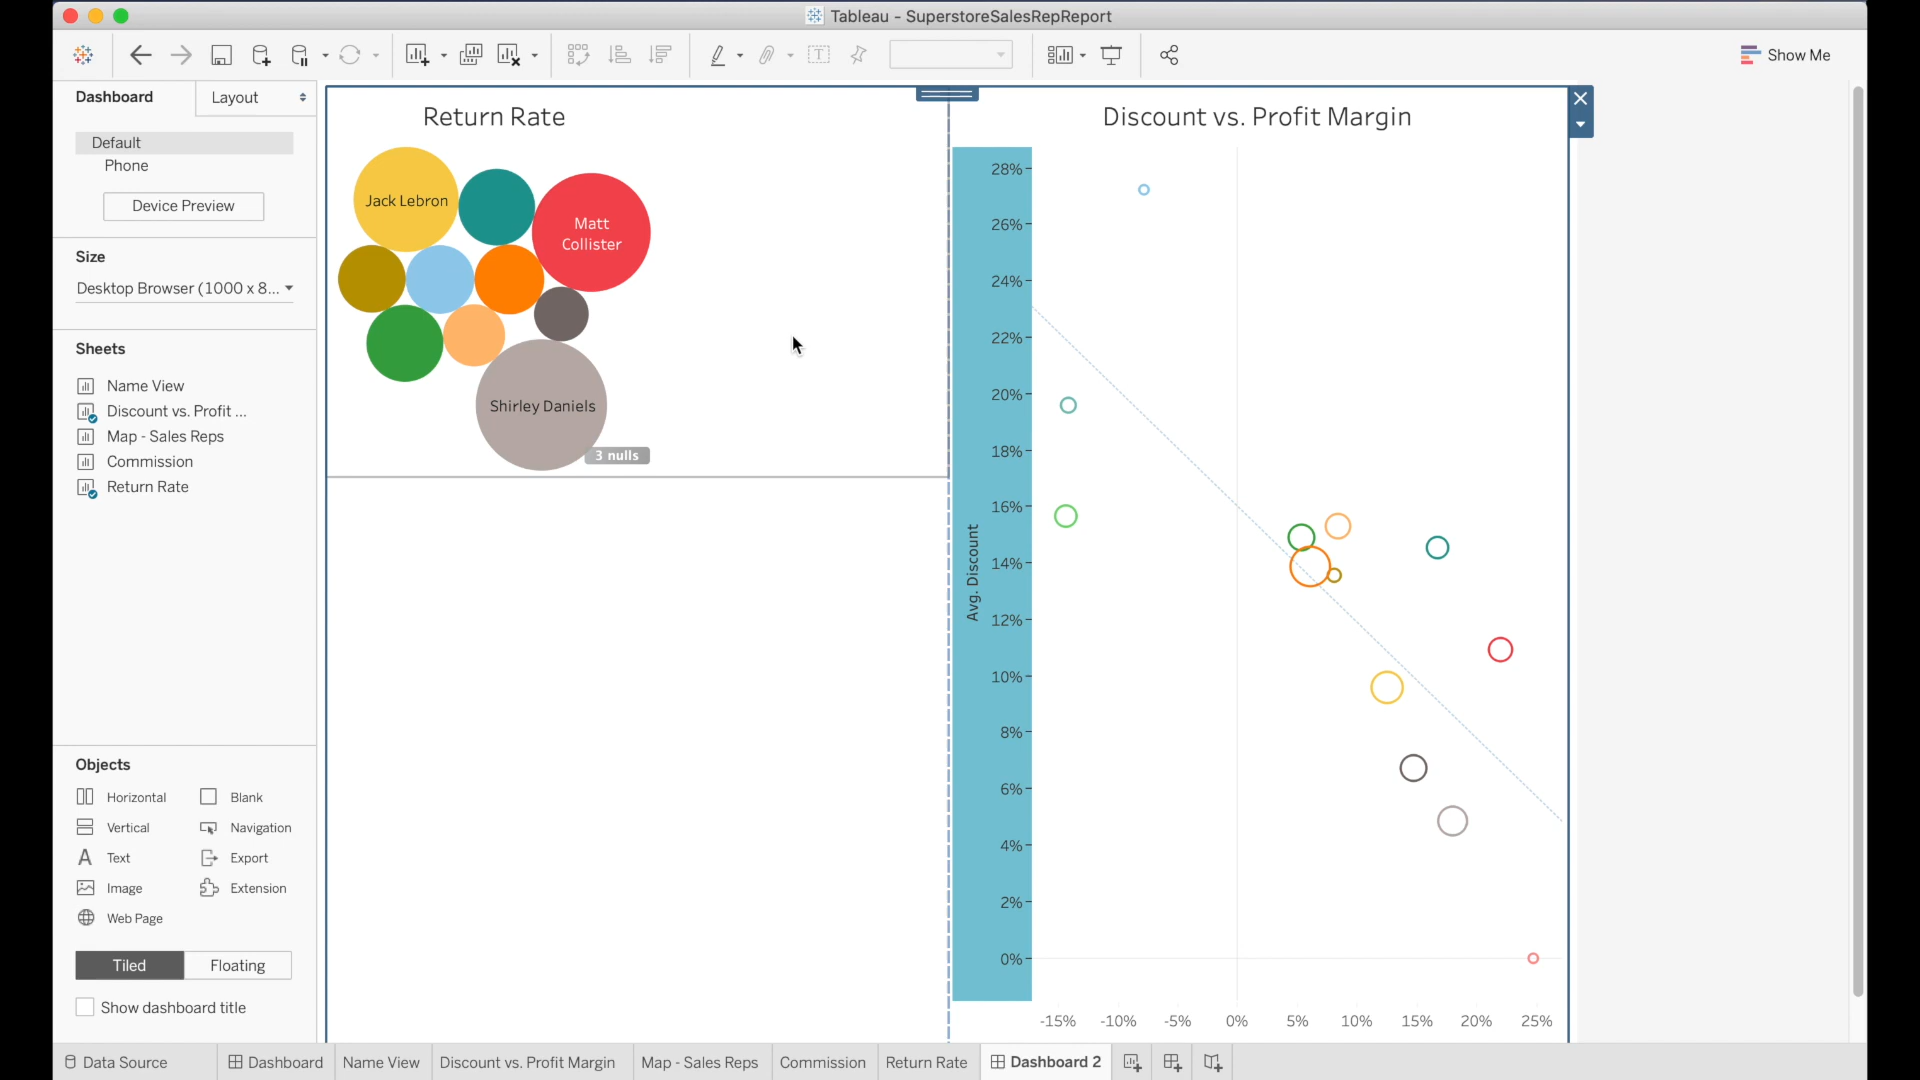 Tableau - SuperstoreSalesRepReport
Show Me
Dashboard
Layout
Default
Phone
Device Preview
Size
Desktop Browser (1000 x 8...
Sheets
Name View
Discount vs. Profit ...
Map - Sales Reps
Commission
Return Rate
Objects
Horizontal
Blank
Vertical
Navigation
Text
Export
Image
Extension
Web Page
Tiled
Floating
Show dashboard title
Return Rate
Jack Lebron
Matt
Collister
Shirley Daniels
3 nulls
Discount vs. Profit Margin
Avg. Discount
28%
26%
24%
22%
20%
18%
16%
14%
12%
10%
8%
6%
4%
2%
0%
-15% -10% -5% 0% 5% 10% 15% 20% 25%
Data Source
Dashboard
Name View
Discount vs. Profit Margin
Map - Sales Reps
Commission
Return Rate
Dashboard 2